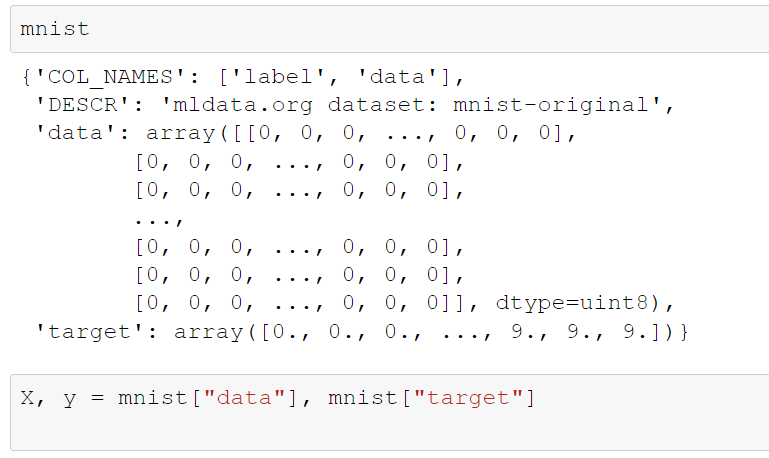 mnist
{'COL_NAMES': ['label', 'data'],
 'DESCR': 'mldata.org dataset: mnist-original',
 'data': array([[0, 0, 0, ..., 0, 0, 0],
        [0, 0, 0, ..., 0, 0, 0],
        [0, 0, 0, ..., 0, 0, 0],
        ...,
        [0, 0, 0, ..., 0, 0, 0],
        [0, 0, 0, ..., 0, 0, 0],
        [0, 0, 0, ..., 0, 0, 0]], dtype=uint8),
 'target': array([0., 0., 0., ..., 9., 9., 9.])}
X, y = mnist["data"], mnist["target"]